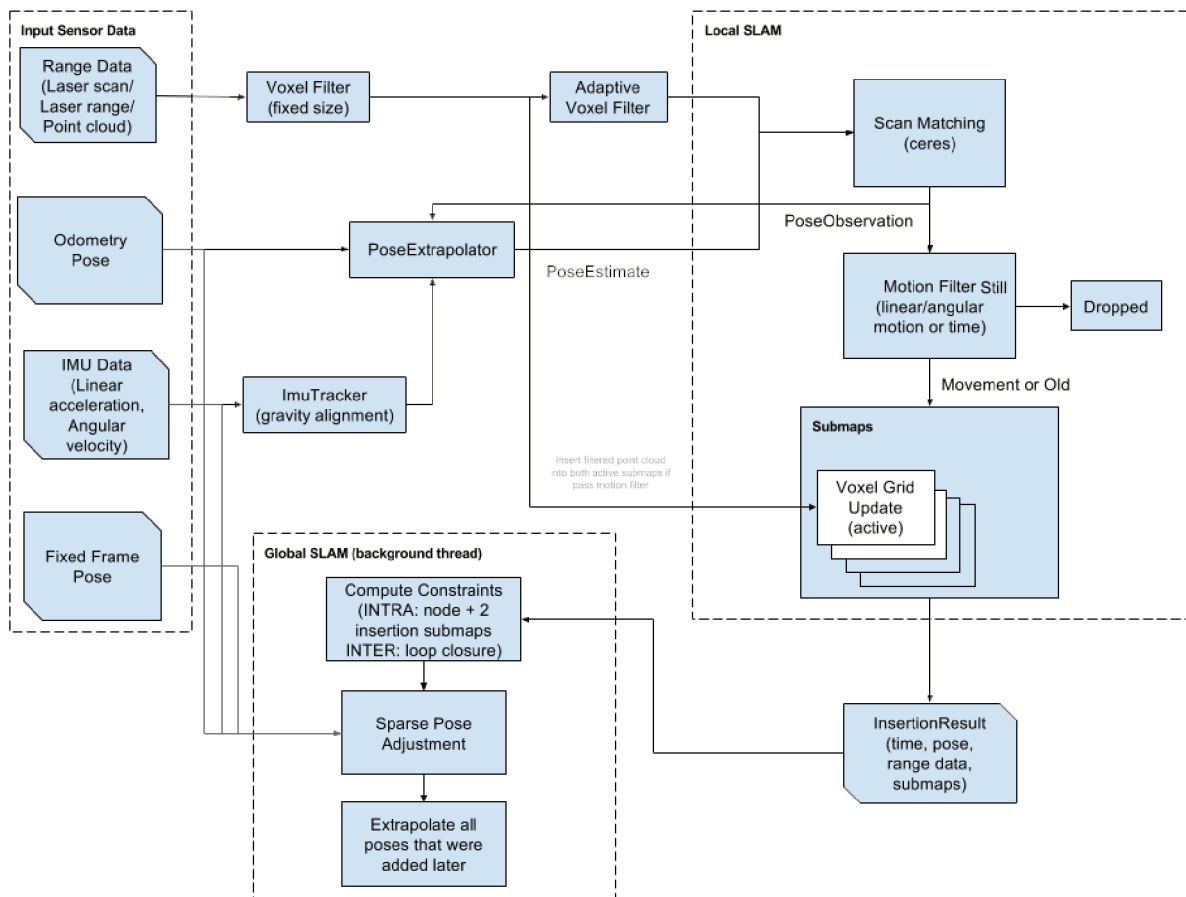 Input Sensor Data
Range Data
(Laser scan/
Laser range/
Point cloud)
Voxel Filter
(fixed size)
Adaptive
Voxel Filter
Local SLAM
Scan Matching
(ceres)
PoseObservation
Odometry
Pose
PoseExtrapolator
PoseEstimate
Motion Filter
(linear/angular
motion or time)
Still
Dropped
Movement or Old
IMU Data
(Linear
acceleration,
Angular
velocity)
ImuTracker
(gravity alignment)
Submaps
Insert filtered point cloud
into both active submaps if
pass motion filter
Voxel Grid
Update
(active)
Fixed Frame
Pose
Global SLAM (background thread)
Compute Constraints
(INTRA: node + 2
insertion submaps
INTER: loop closure)
Sparse Pose
Adjustment
Extrapolate all
poses that were
added later
InsertionResult
(time, pose,
range data,
submaps)